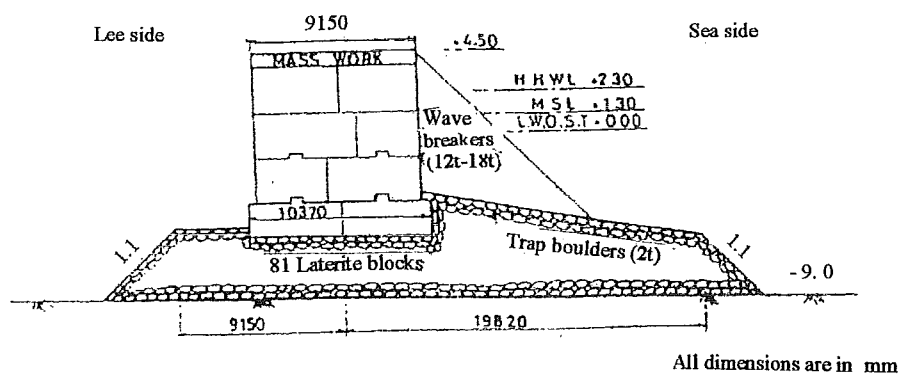 9150
Lee side
Sea side
+4.50
MASS WORK
H H W L +2.30
M S L +1.30
L.W.O.S.T +0.00
Wave
breakers
(12t-18t)
10370
Trap boulders (2t)
1:1
1:1
81 Laterite blocks
-9.0
9150
19820
All dimensions are in mm